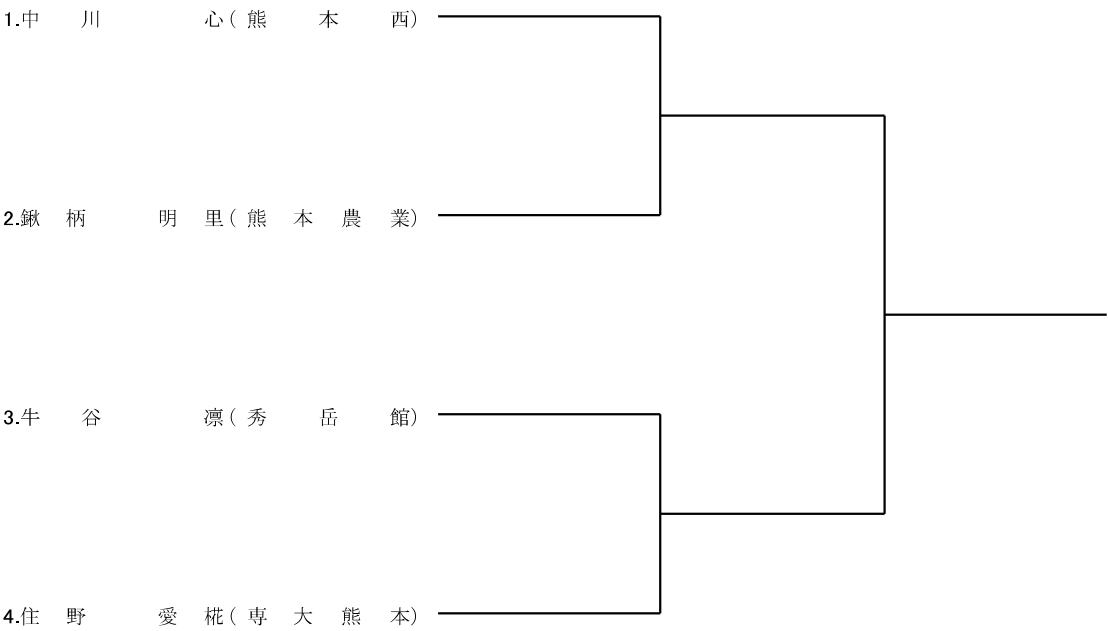 1.中 川 心(熊 本 西)
2.鍬 柄 明 里(熊 本 農 業)
3.牛 谷 凛(秀 岳 館)
4.住 野 愛 椛(専 大 熊 本)